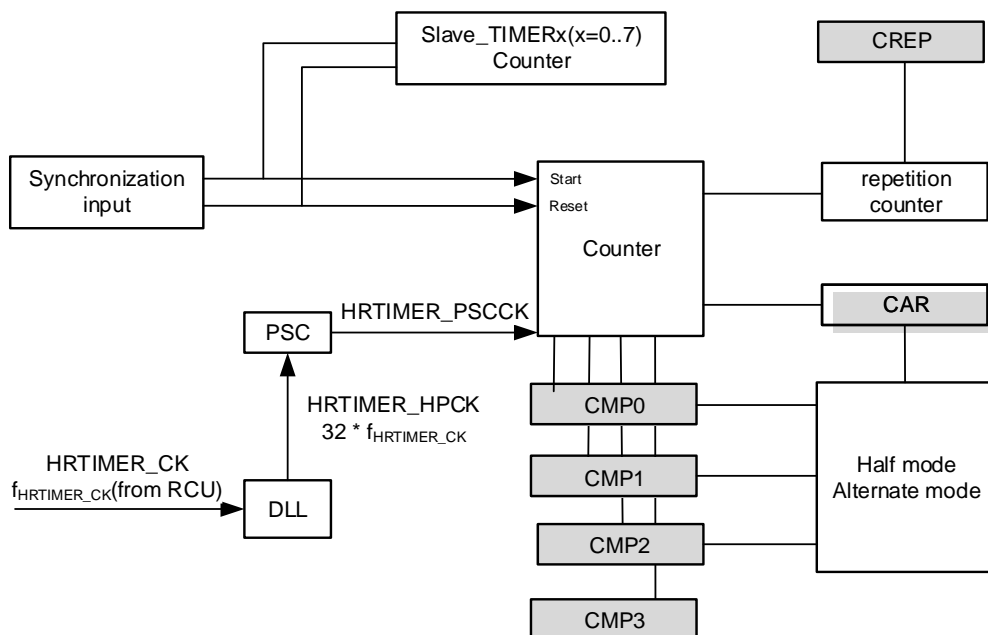 Slave_TIMERx(x=0..7)
Counter
CREP
Synchronization
input
Start
Reset
Counter
repetition
counter
HRTIMER_PSCCK
PSC
CAR
HRTIMER_HPCK
32 * fHRTIMER_CK
CMP0
HRTIMER_CK
fHRTIMER_CK(from RCU)
DLL
CMP1
Half mode
Alternate mode
CMP2
CMP3